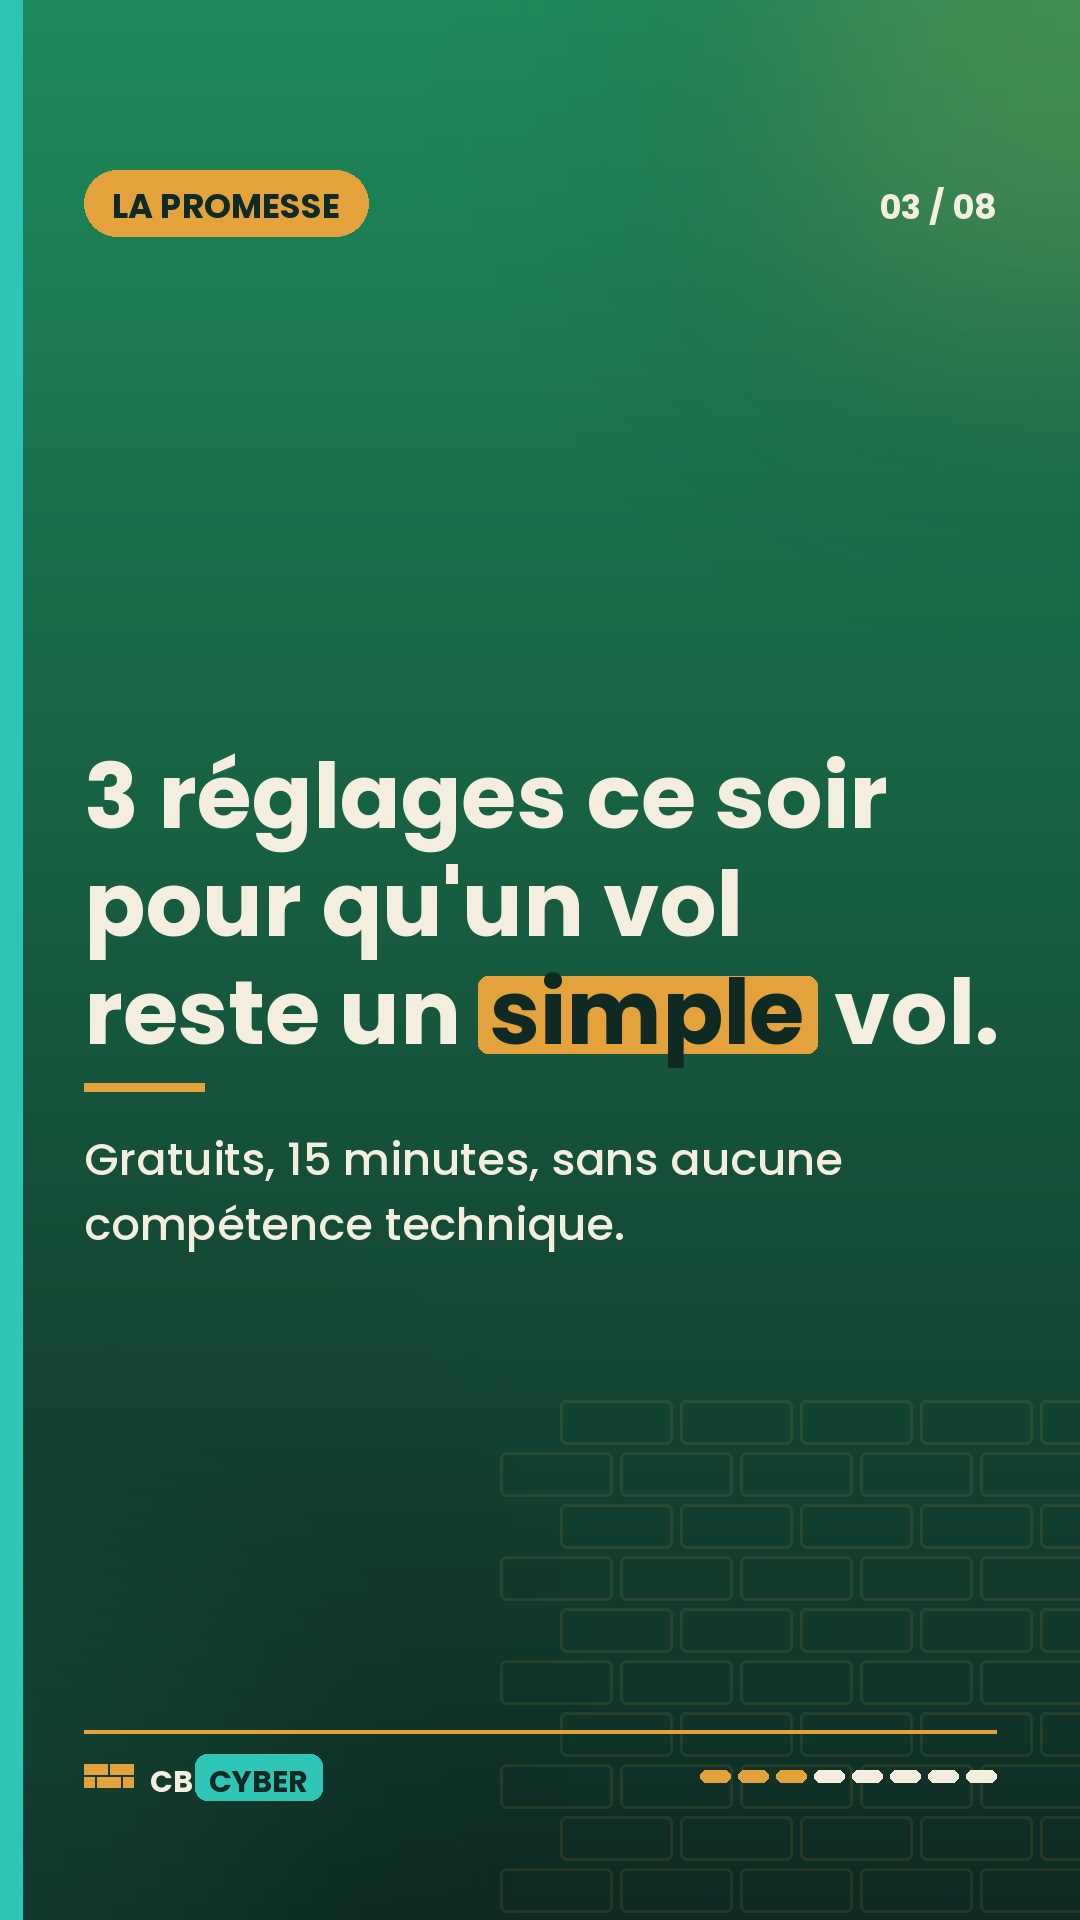 LA PROMESSE
03 / 08
3 réglages ce soir
pour qu'un vol
reste un simple vol.
Gratuits, 15 minutes, sans aucune
compétence technique.
CB CYBER